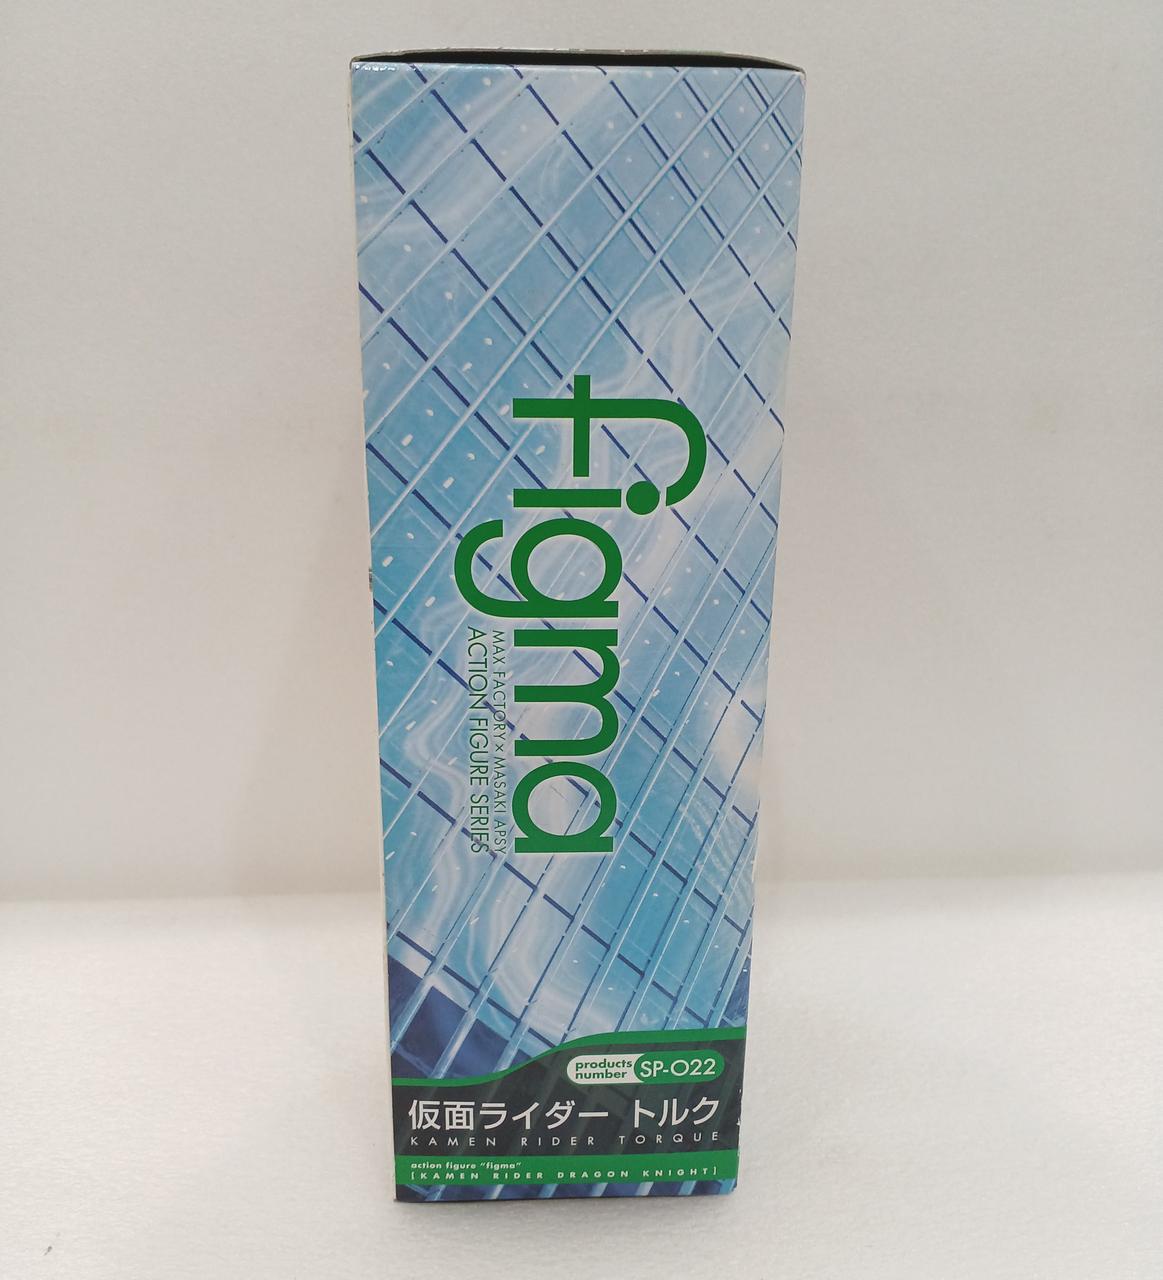 figma
MAX FACTORY × MASAKI APSY
ACTION FIGURE SERIES
products
number
SP-022
仮面ライダー トルク
KAMEN RIDER TORQUE
action figure "figma"
[KAMEN RIDER DRAGON KNIGHT]